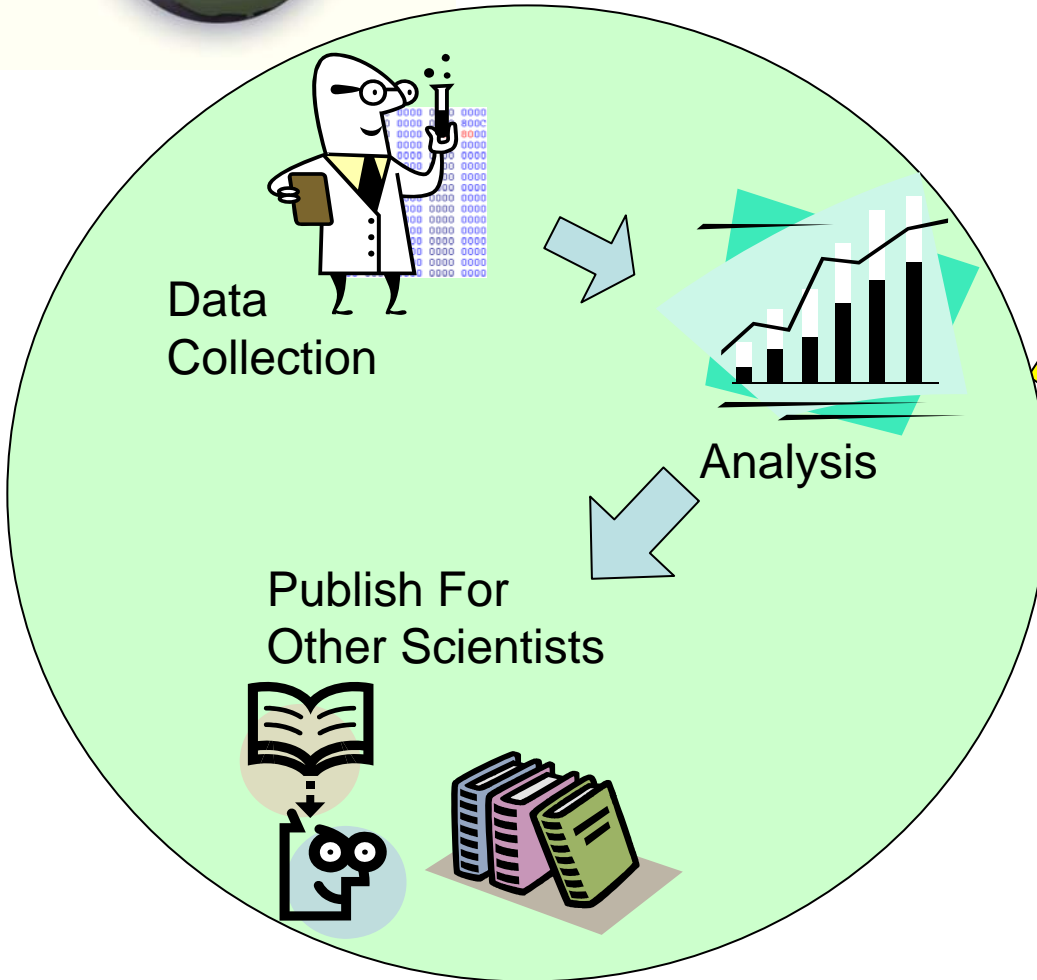 Data
Collection
Analysis
Publish For
Other Scientists